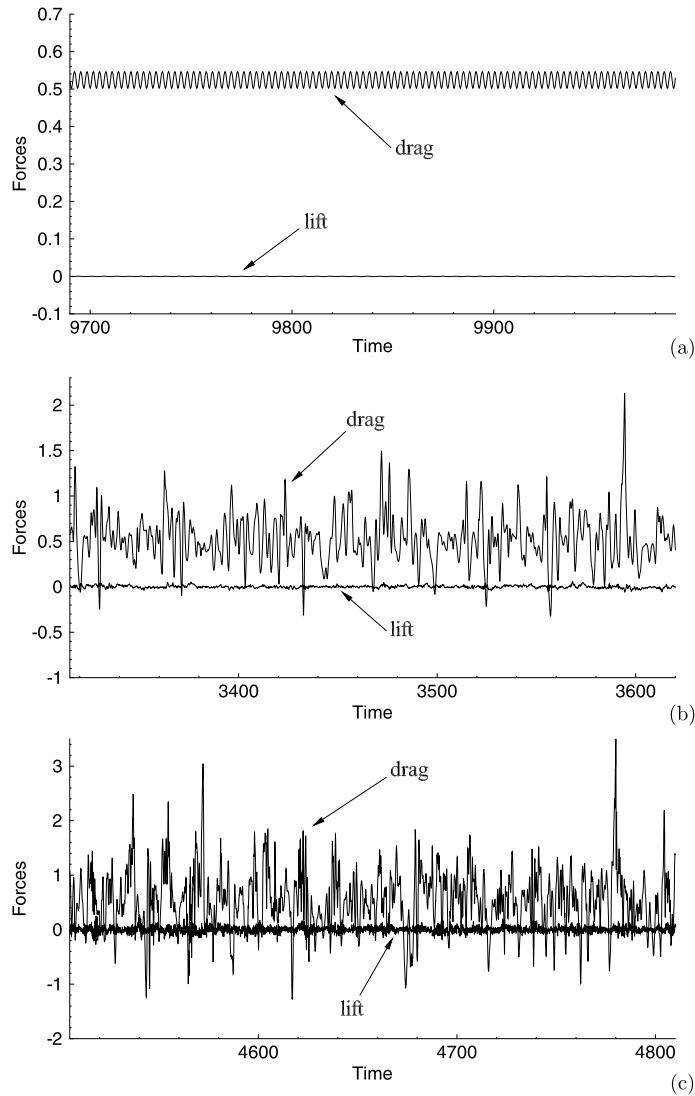 0.7
0.6
0.5
0.4
0.3
0.2
0.1
0
-0.1
Forces
drag
lift
9700 9800 9900
Time
(a)
2
1.5
1
0.5
0
-0.5
-1
Forces
drag
lift
3400 3500 3600
Time
(b)
3
2
1
0
-1
-2
Forces
drag
lift
4600 4700 4800
Time
(c)